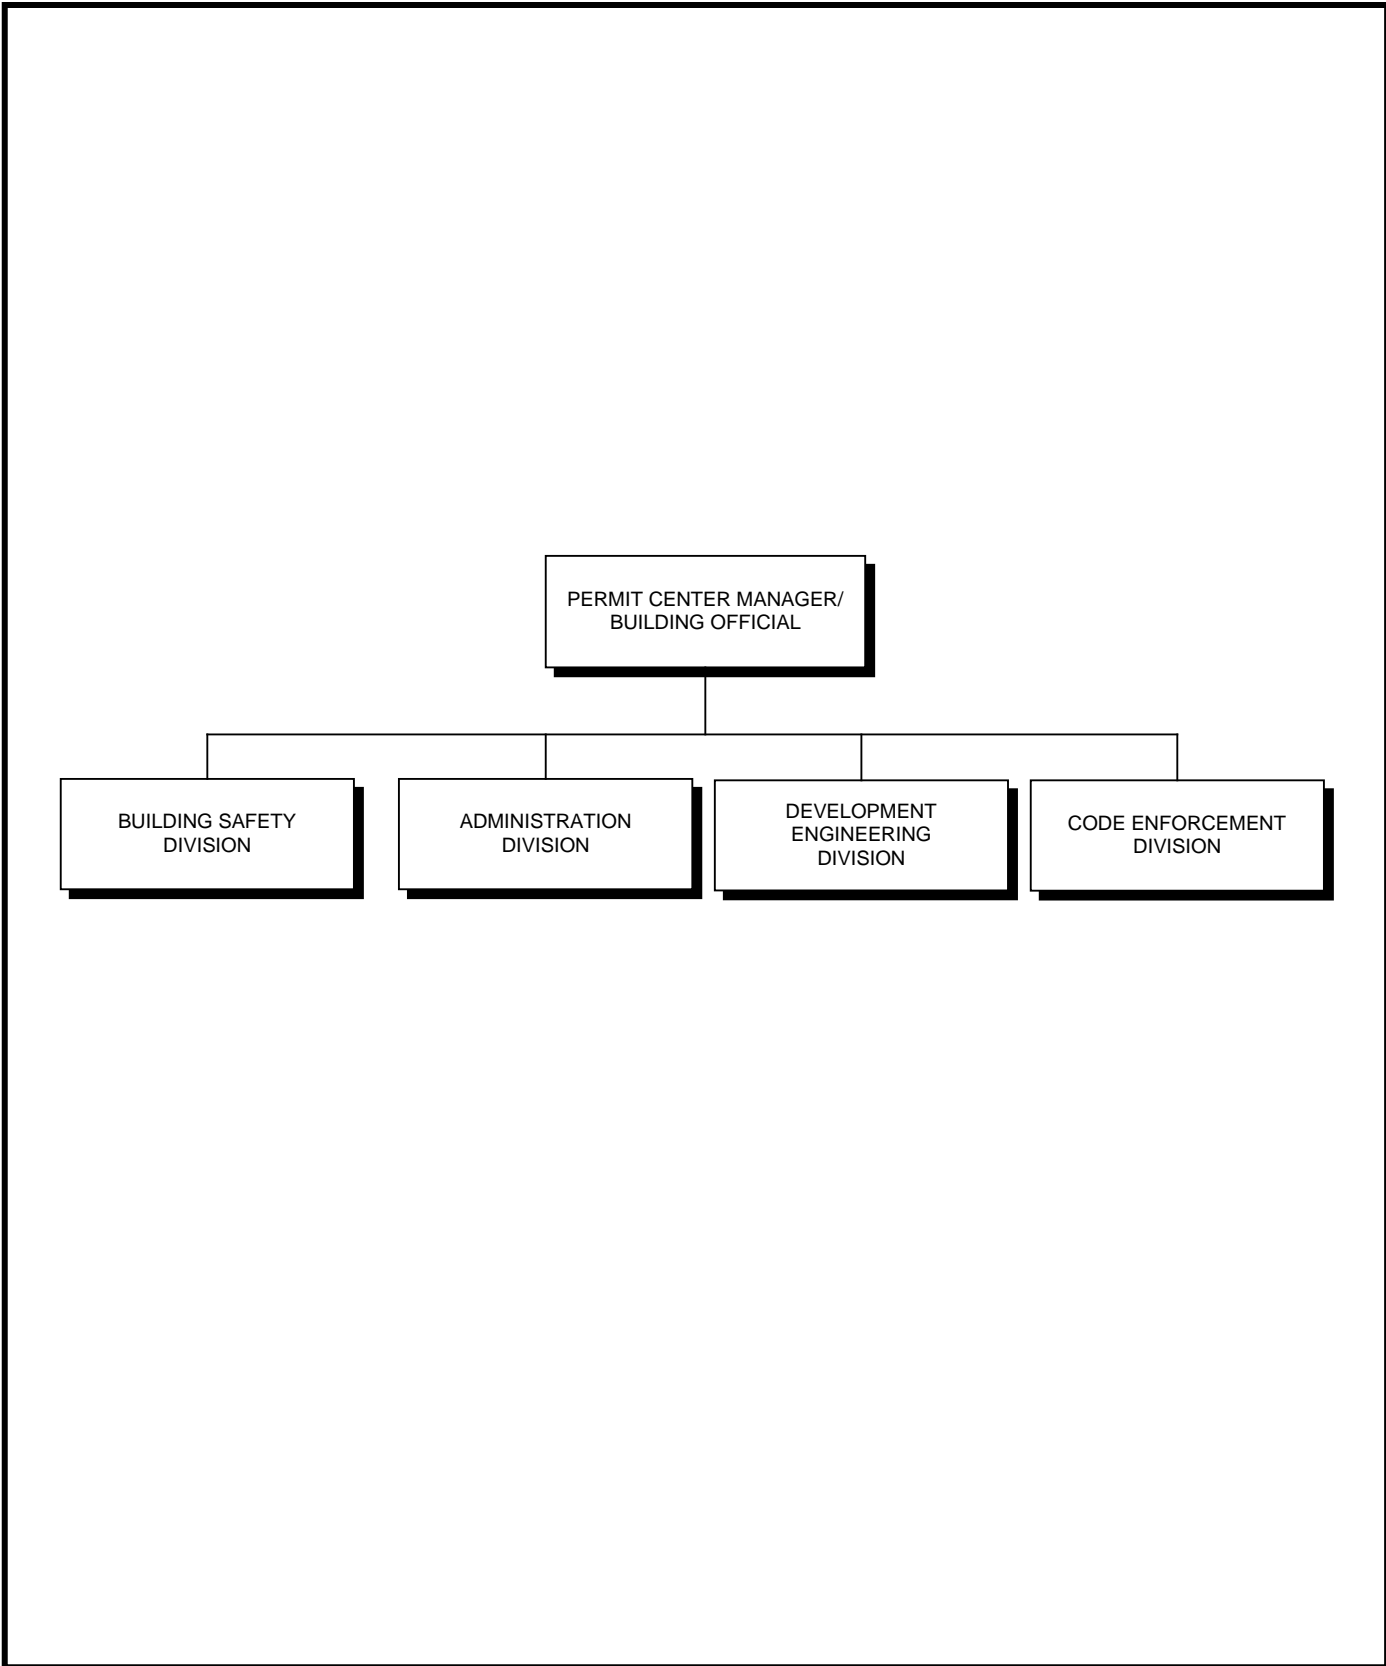 PERMIT CENTER MANAGER/
BUILDING OFFICIAL
BUILDING SAFETY
DIVISION
ADMINISTRATION
DIVISION
DEVELOPMENT
ENGINEERING
DIVISION
CODE ENFORCEMENT
DIVISION